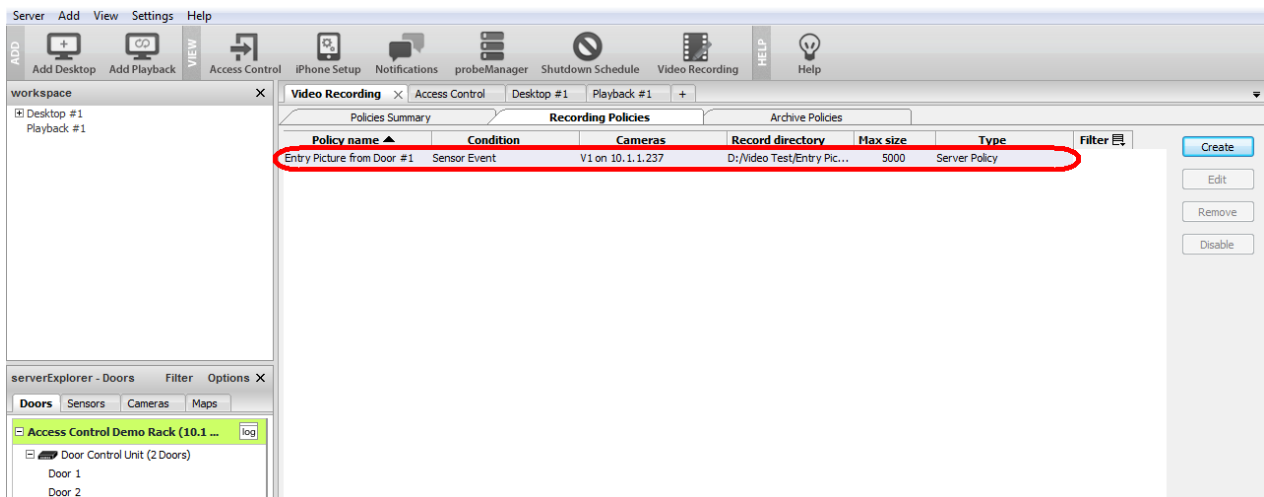 Server Add View Settings Help
ADD
Add Desktop Add Playback
VIEW
Access Control iPhone Setup Notifications probeManager Shutdown Schedule Video Recording
HELP
Help
workspace X
Desktop #1
Playback #1
Video Recording X Access Control Desktop #1 Playback #1 +
Policies Summary Recording Policies Archive Policies
Policy name Condition Cameras Record directory Max size Type Filter
Entry Picture from Door #1 Sensor Event V1 on 10.1.1.237 D:/Video Test/Entry Pic... 5000 Server Policy
Create
Edit
Remove
Disable
serverExplorer - Doors Filter Options X
Doors Sensors Cameras Maps
Access Control Demo Rack (10.1 ... log
Door Control Unit (2 Doors)
Door 1
Door 2